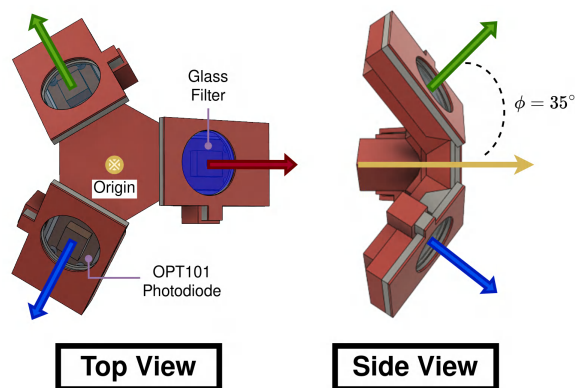 Glass
Filter
ϕ = 35°
Origin
OPT101
Photodiode
Top View
Side View